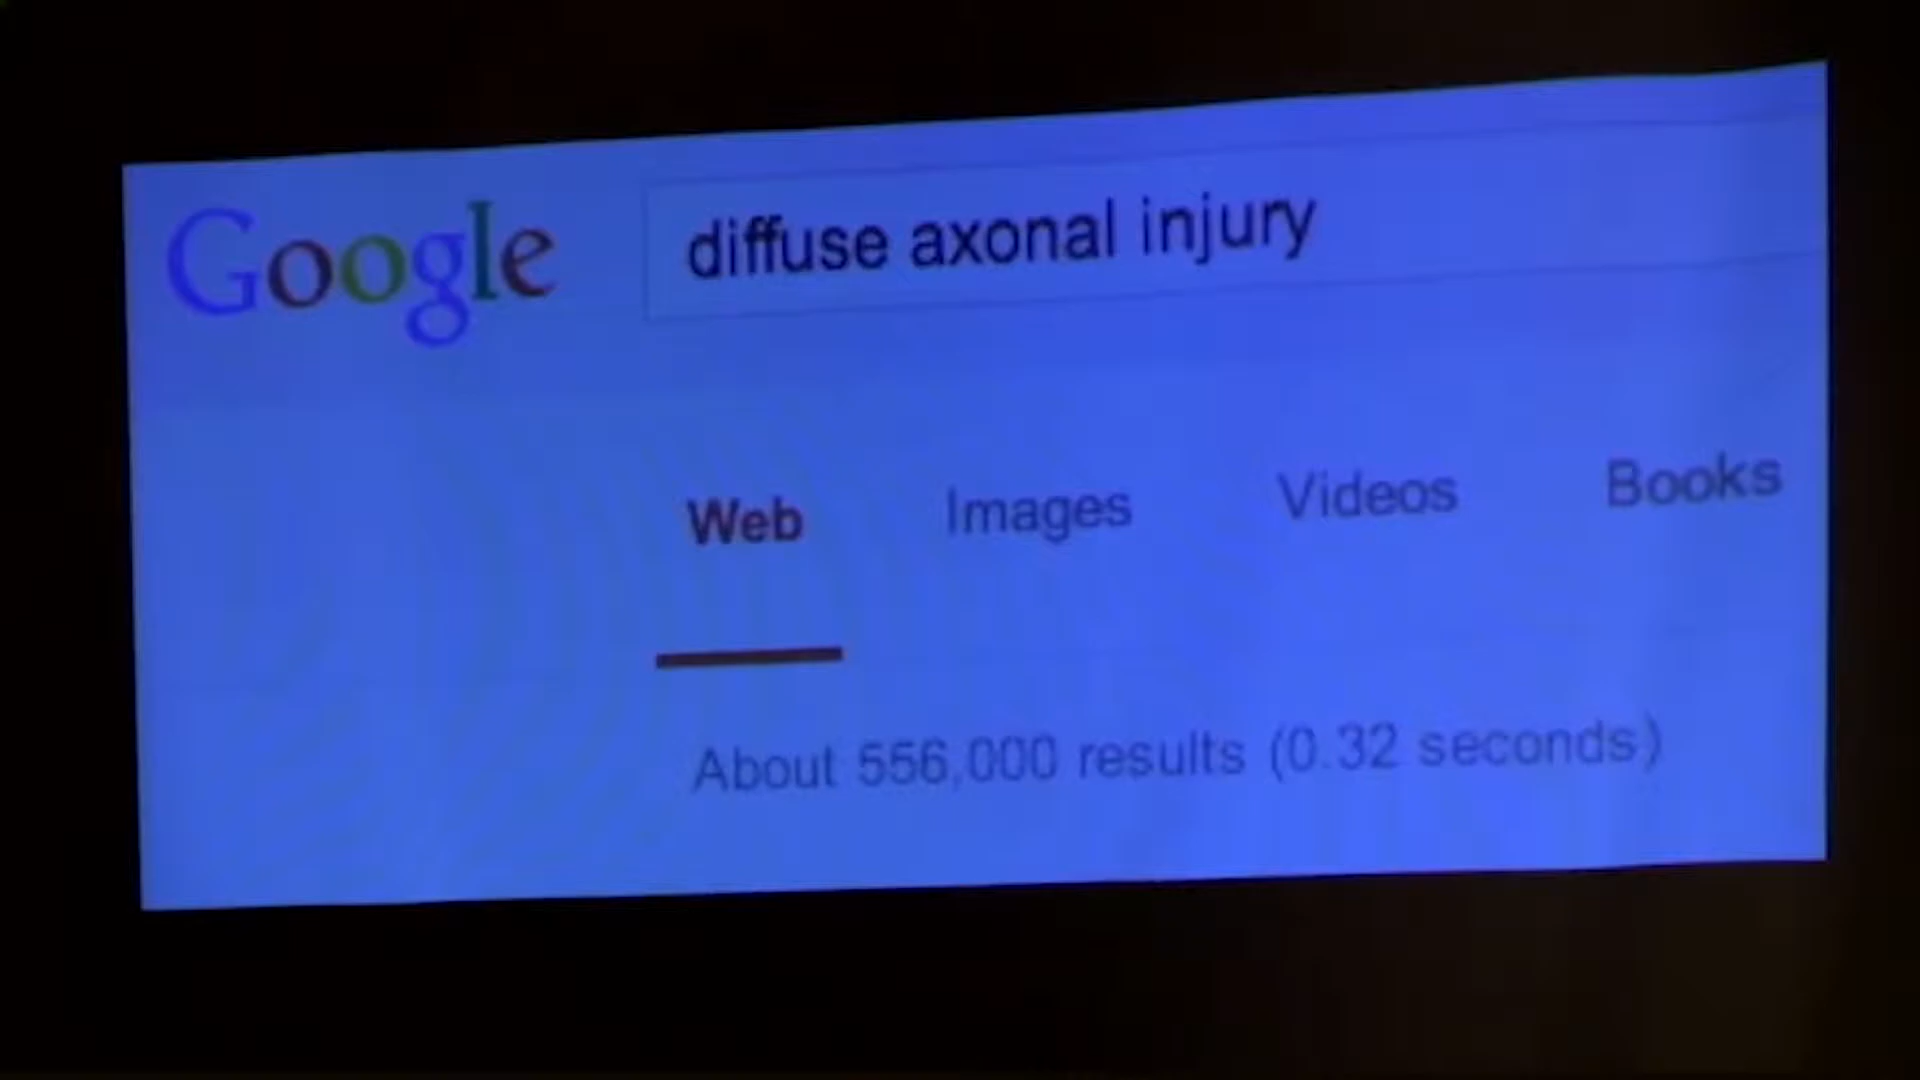 Google diffuse axonal injury
Web Images Videos Books
About 556,000 results (0.32 seconds)